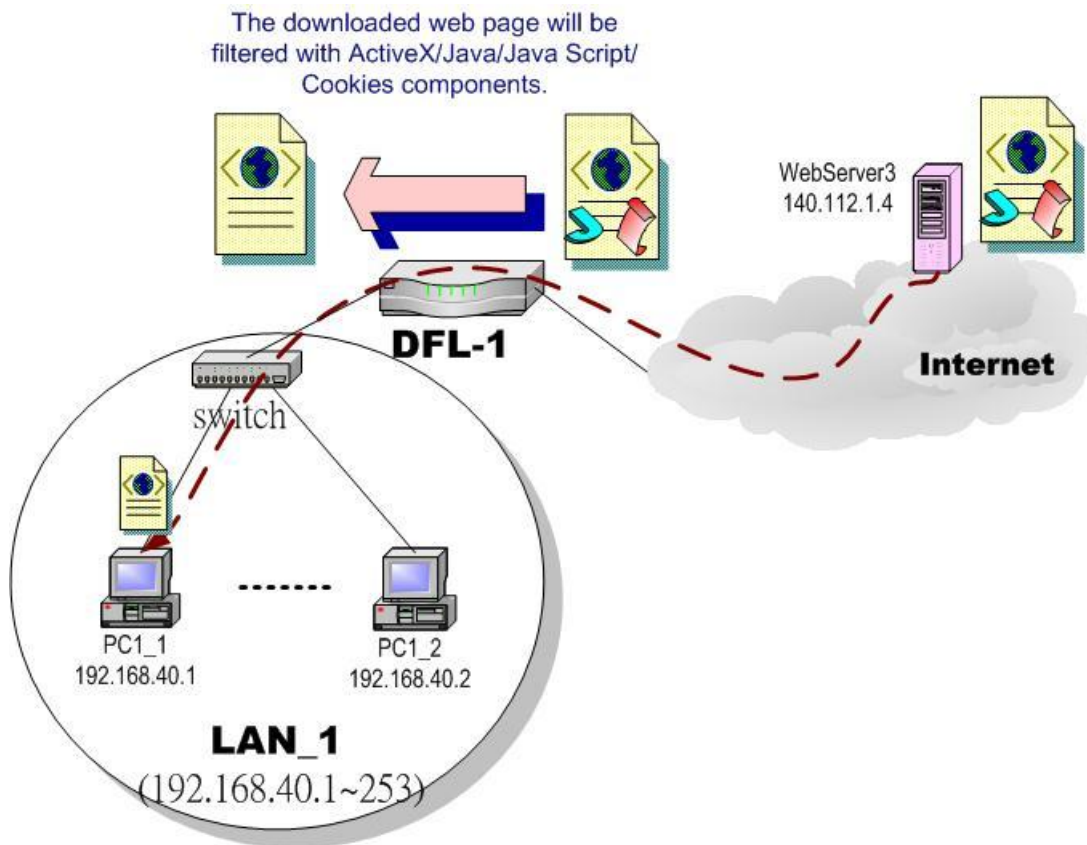 The downloaded web page will be
filtered with ActiveX/Java/Java Script/
Cookies components.
WebServer3
140.112.1.4
DFL-1
Internet
switch
PC1_1
192.168.40.1
PC1_2
192.168.40.2
LAN_1
(192.168.40.1~253)